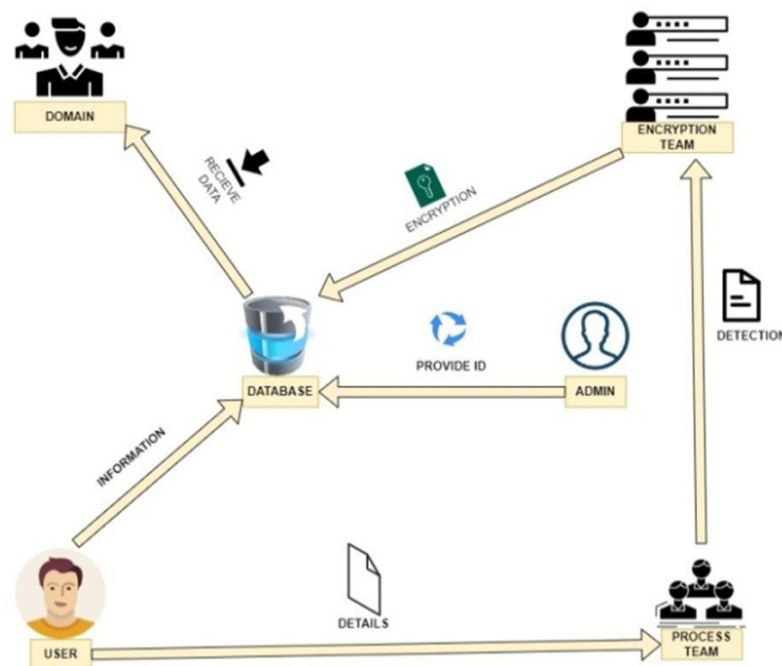 DOMAIN
ENCRYPTION
TEAM
RECIEVE
DATA
ENCRYPTION
DETECTION
PROVIDE ID
DATABASE
ADMIN
INFORMATION
DETAILS
USER
PROCESS
TEAM